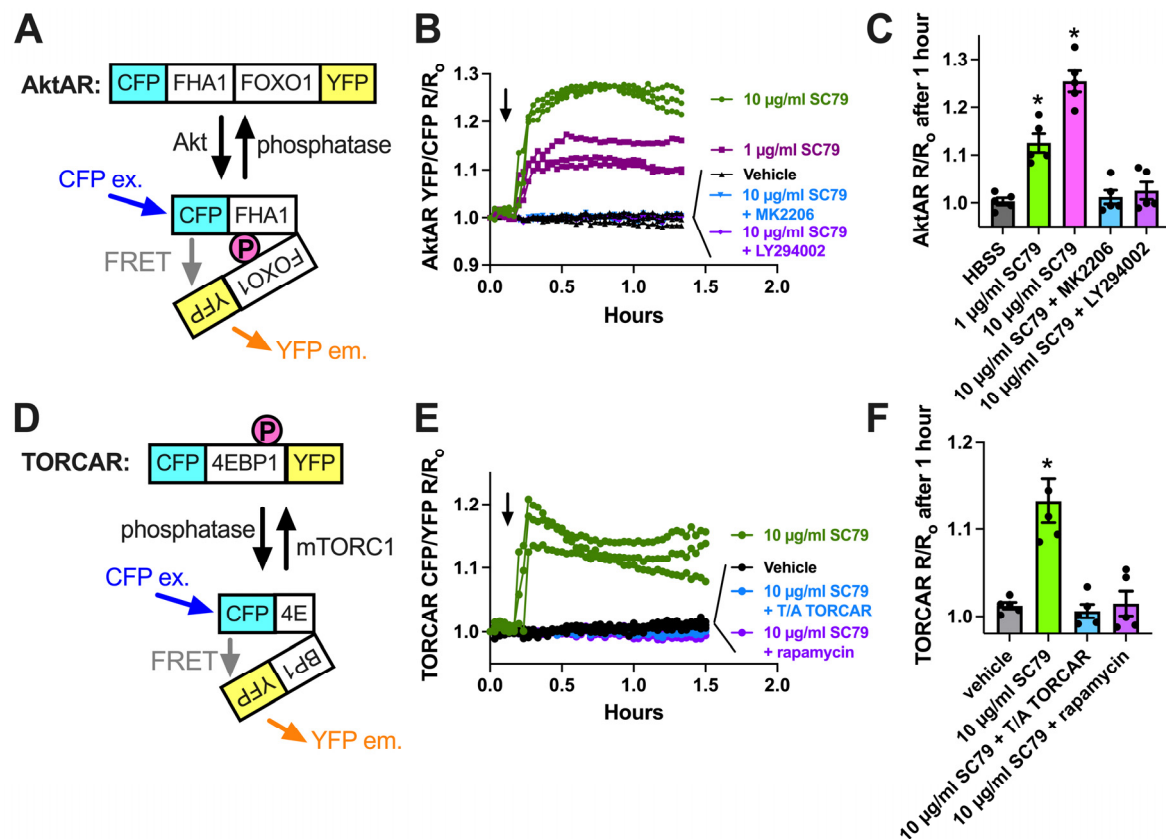 A
AktAR:
CFP FHA1 FOXO1 YFP
Akt
phosphatase
CFP ex.
CFP FHA1
P
FRET
FOXO1
YFP
YFP em.
B
AktAR YFP/CFP R/Ro
1.3
1.2
1.1
1.0
0.9
0.0 0.5 1.0 1.5 2.0
Hours
10 µg/ml SC79
1 µg/ml SC79
Vehicle
10 µg/ml SC79
+ MK2206
10 µg/ml SC79
+ LY294002
C
AktAR R/Ro after 1 hour
1.3
1.2
1.1
1.0
*
*
HBSS
1 µg/ml SC79
10 µg/ml SC79
10 µg/ml SC79 + MK2206
10 µg/ml SC79 + LY294002
D
P
TORCAR:
CFP 4EBP1 YFP
phosphatase
mTORC1
CFP ex.
CFP 4E
FRET
BP1
YFP
YFP em.
E
TORCAR CFP/YFP R/Ro
1.2
1.1
1.0
0.0 0.5 1.0 1.5 2.0
Hours
10 µg/ml SC79
Vehicle
10 µg/ml SC79
+ T/A TORCAR
10 µg/ml SC79
+ rapamycin
F
TORCAR R/Ro after 1 hour
1.2
1.1
1.0
*
vehicle
10 µg/ml SC79
10 µg/ml SC79 + T/A TORCAR
10 µg/ml SC79 + rapamycin